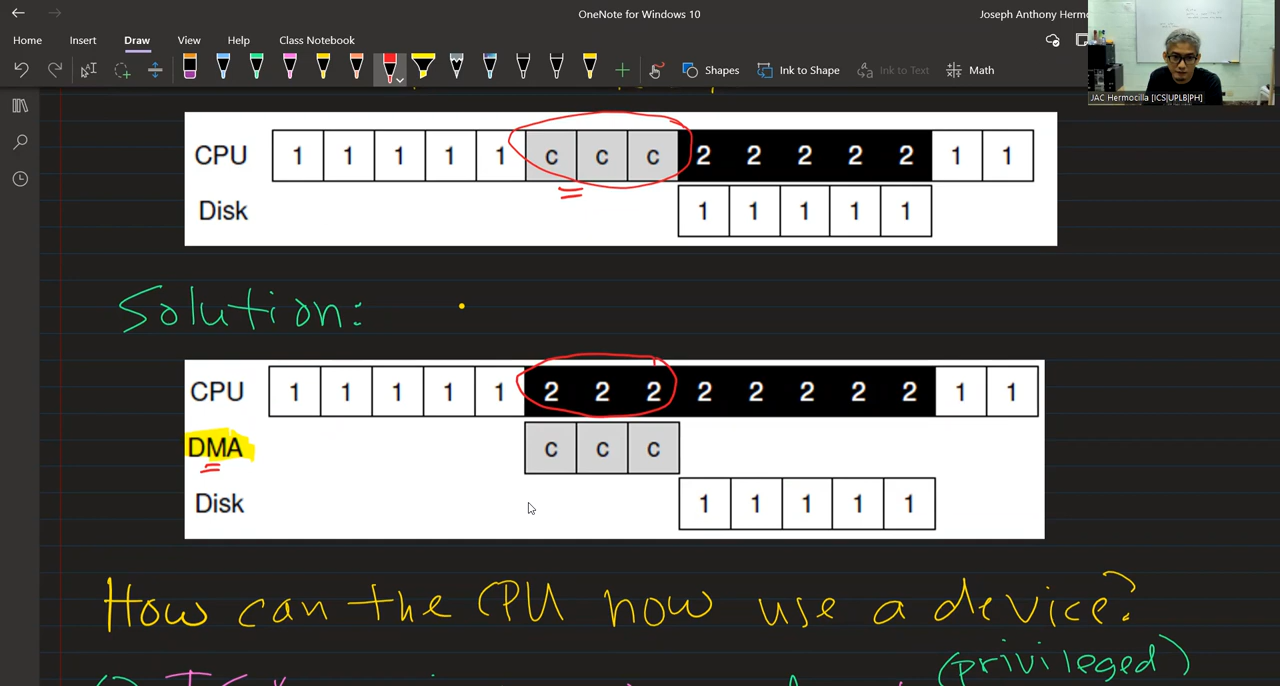 OneNote for Windows 10
Joseph Anthony Hermo
Home Insert Draw View Help Class Notebook
Shapes Ink to Shape Ink to Text Math
JAC Hermocilla [ICS|UPLB|PH]
CPU 1 1 1 1 1 c c c 2 2 2 2 2 1 1
Disk 1 1 1 1 1
Solution:
CPU 1 1 1 1 1 2 2 2 2 2 2 2 2 1 1
DMA c c c
Disk 1 1 1 1 1
How can the CPU now use a device?
(privileged)